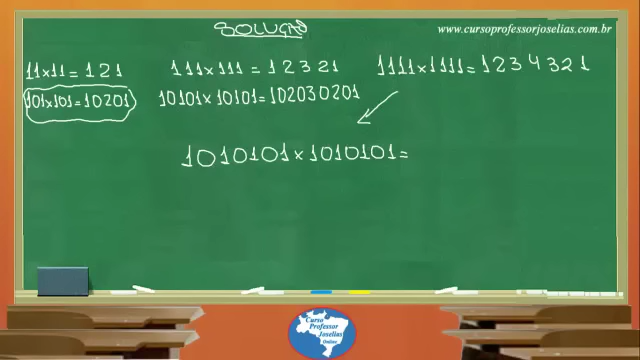 SOLUÇÃO
www.cursoprofessorjoselias.com.br
11x11=121
111x111=12321
1111x1111=1234321
101x101=10201
10101x10101=102030201
1010101x1010101=
Curso
Professor
Joselias
Online